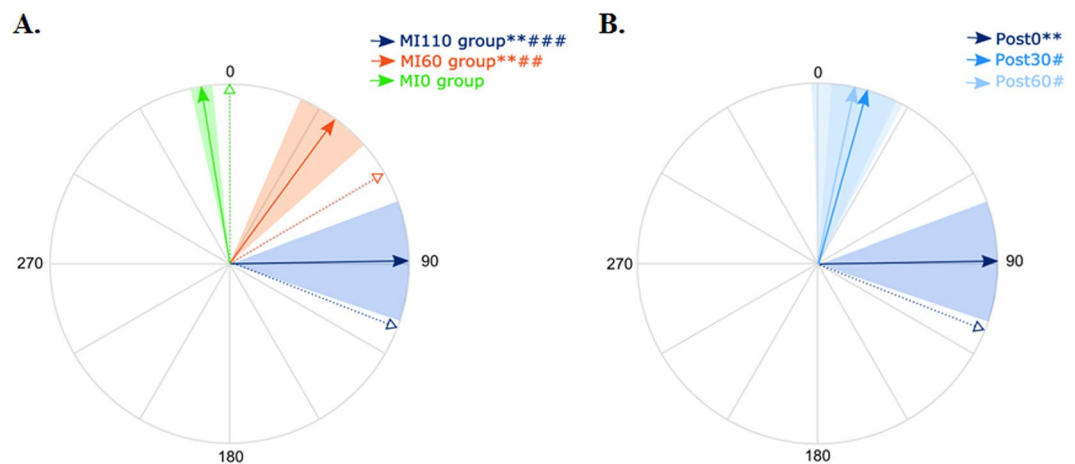 A.
MI110 group**###
MI60 group**##
MI0 group
0
90
180
270
B.
Post0**
Post30#
Post60#
0
90
180
270